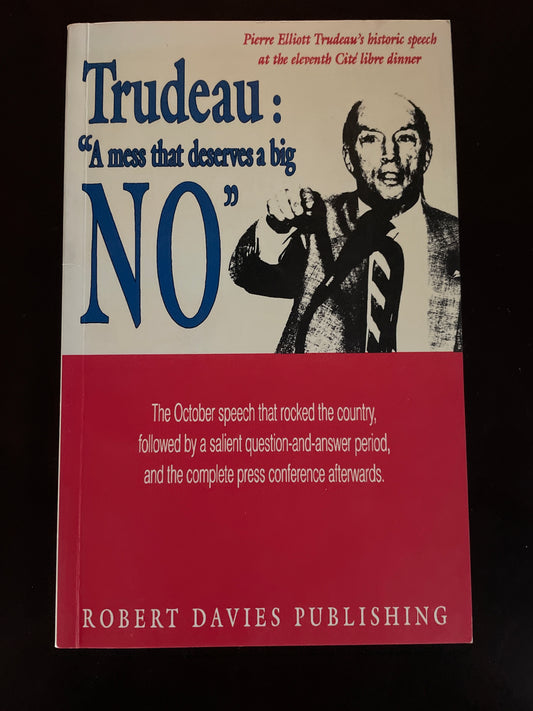 Pierre Elliott Trudeau's historic speech
at the eleventh Cité libre dinner
Trudeau:
“A mess that deserves a big
NO”
The October speech that rocked the country,
followed by a salient question-and-answer period,
and the complete press conference afterwards.
ROBERT DAVIES PUBLISHING